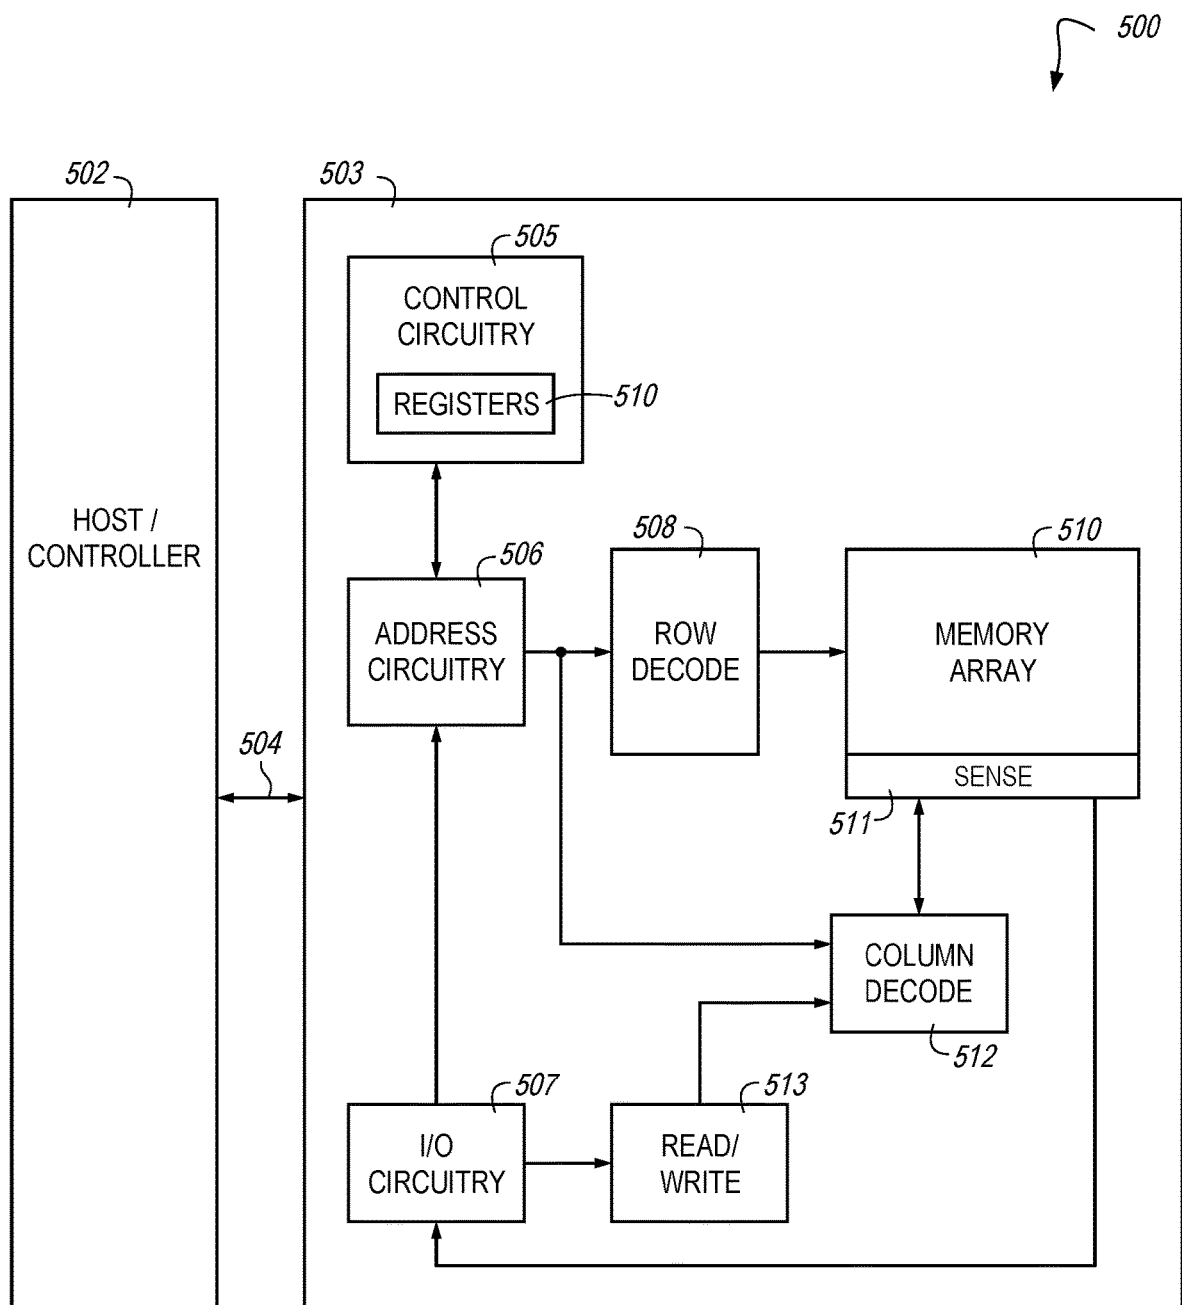 500
502
503
505
CONTROL
CIRCUITRY
REGISTERS
510
HOST /
CONTROLLER
506
ADDRESS
CIRCUITRY
508
ROW
DECODE
510
MEMORY
ARRAY
SENSE
511
504
COLUMN
DECODE
512
507
I/O
CIRCUITRY
513
READ/
WRITE